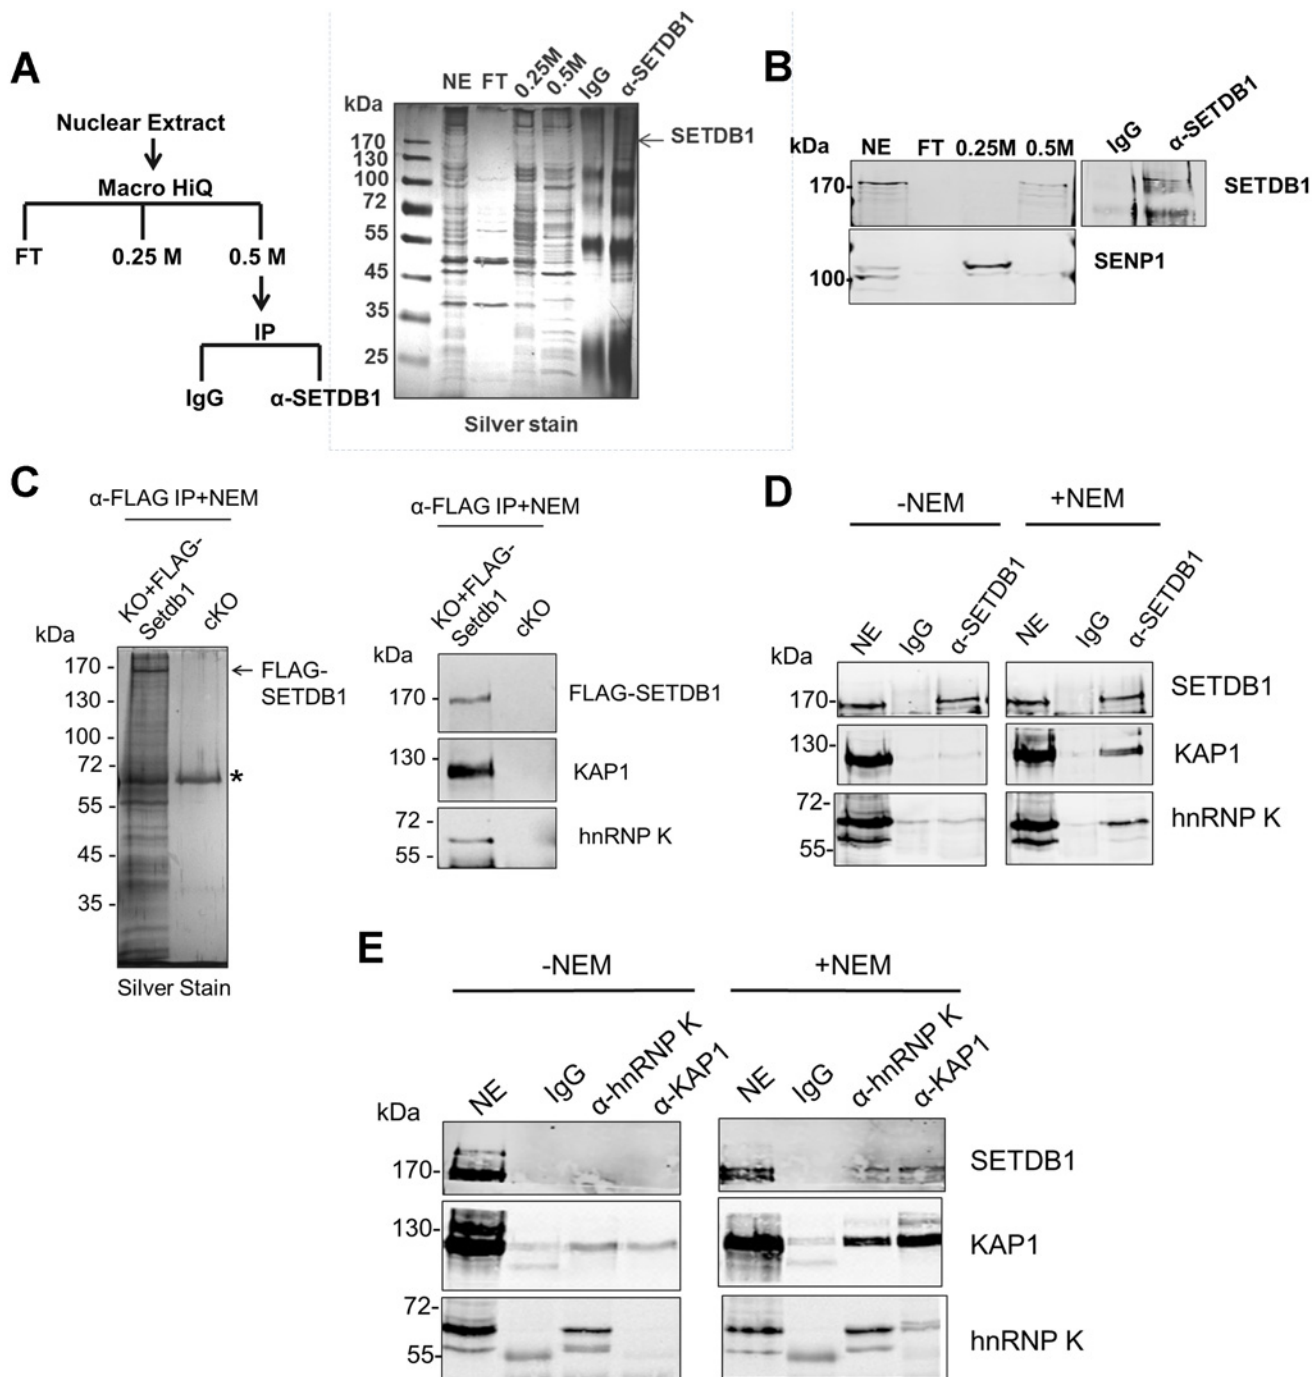 A
Nuclear Extract
Macro HiQ
FT 0.25 M 0.5 M
IP
IgG α-SETDB1
kDa NE FT 0.25M 0.5M IgG α-SETDB1
170
130
100
72
55
45
35
25
SETDB1
Silver stain
B
kDa NE FT 0.25M 0.5M IgG α-SETDB1
170-
SETDB1
100-
SENP1
C
α-FLAG IP+NEM
KO+FLAG-
Setdb1
cKO
kDa
170 -
130 -
100 -
72 -
55 -
45 -
35 -
FLAG-
SETDB1
*
Silver Stain
α-FLAG IP+NEM
KO+FLAG-
Setdb1
cKO
kDa
170 -
FLAG-SETDB1
130 -
KAP1
72 -
55 -
hnRNP K
D
-NEM +NEM
NE IgG α-SETDB1 NE IgG α-SETDB1
kDa
170-
SETDB1
130-
KAP1
72-
55-
hnRNP K
E
-NEM +NEM
NE IgG α-hnRNP K α-KAP1 NE IgG α-hnRNP K α-KAP1
kDa
170-
SETDB1
130-
KAP1
72-
55-
hnRNP K